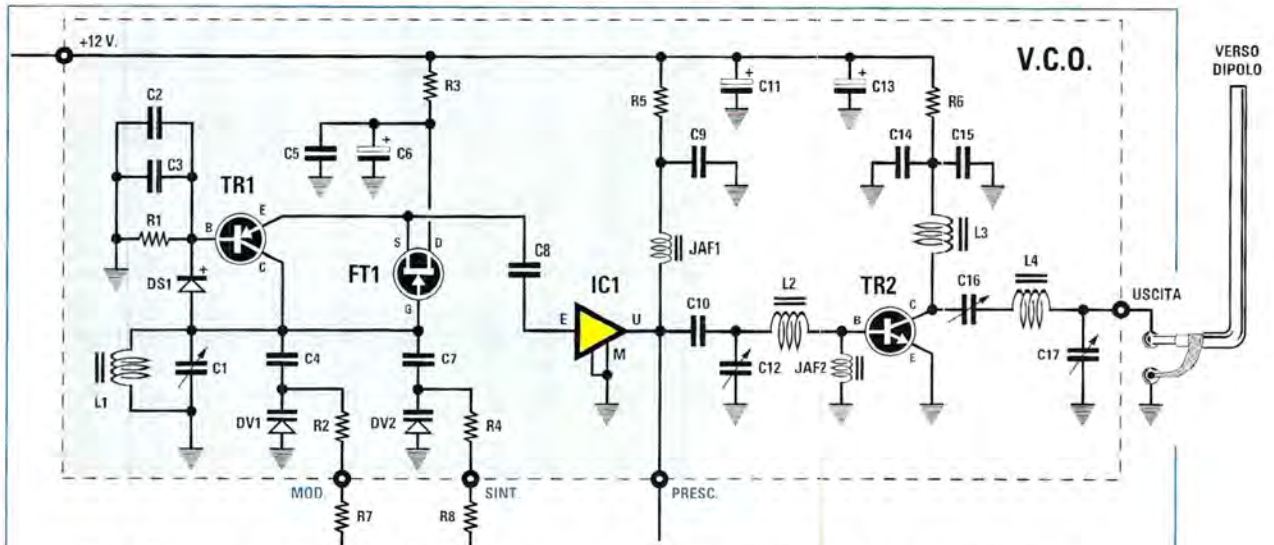 +12 V.
V.C.O.
VERSO
DIPOLO
C2
C3
R1
TR1
B
E
C
DS1
C5
C6
R3
S
D
FT1
G
C8
IC1
E
U
M
R5
C9
C11
C13
R6
C14
C15
JAF1
L3
C10
L2
TR2
C16
L4
USCITA
B
C
E
C12
JAF2
C17
L1
C1
C4
C7
DV1
R2
DV2
R4
MOD.
SINT
PRESC.
R7
R8